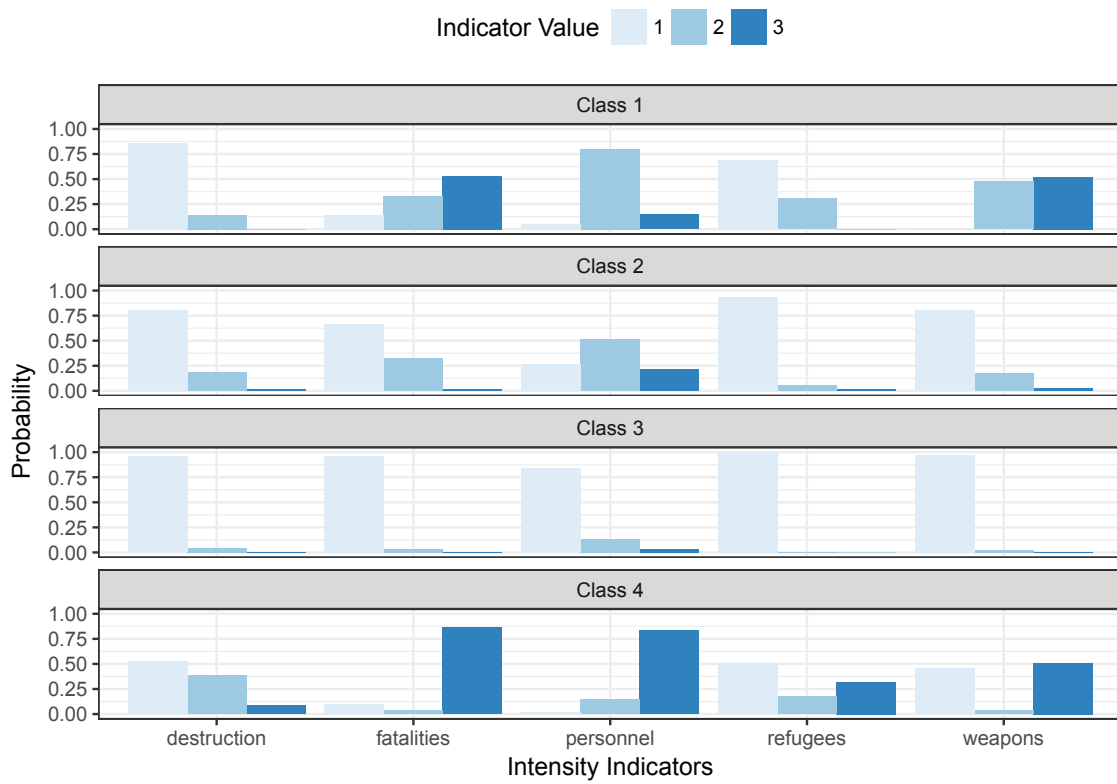 Indicator Value 1 2 3
Class 1
1.00
0.75
0.50
0.25
0.00
Class 2
1.00
0.75
0.50
0.25
0.00
Class 3
1.00
0.75
0.50
0.25
0.00
Class 4
1.00
0.75
0.50
0.25
0.00
Probability
destruction fatalities personnel refugees weapons
Intensity Indicators